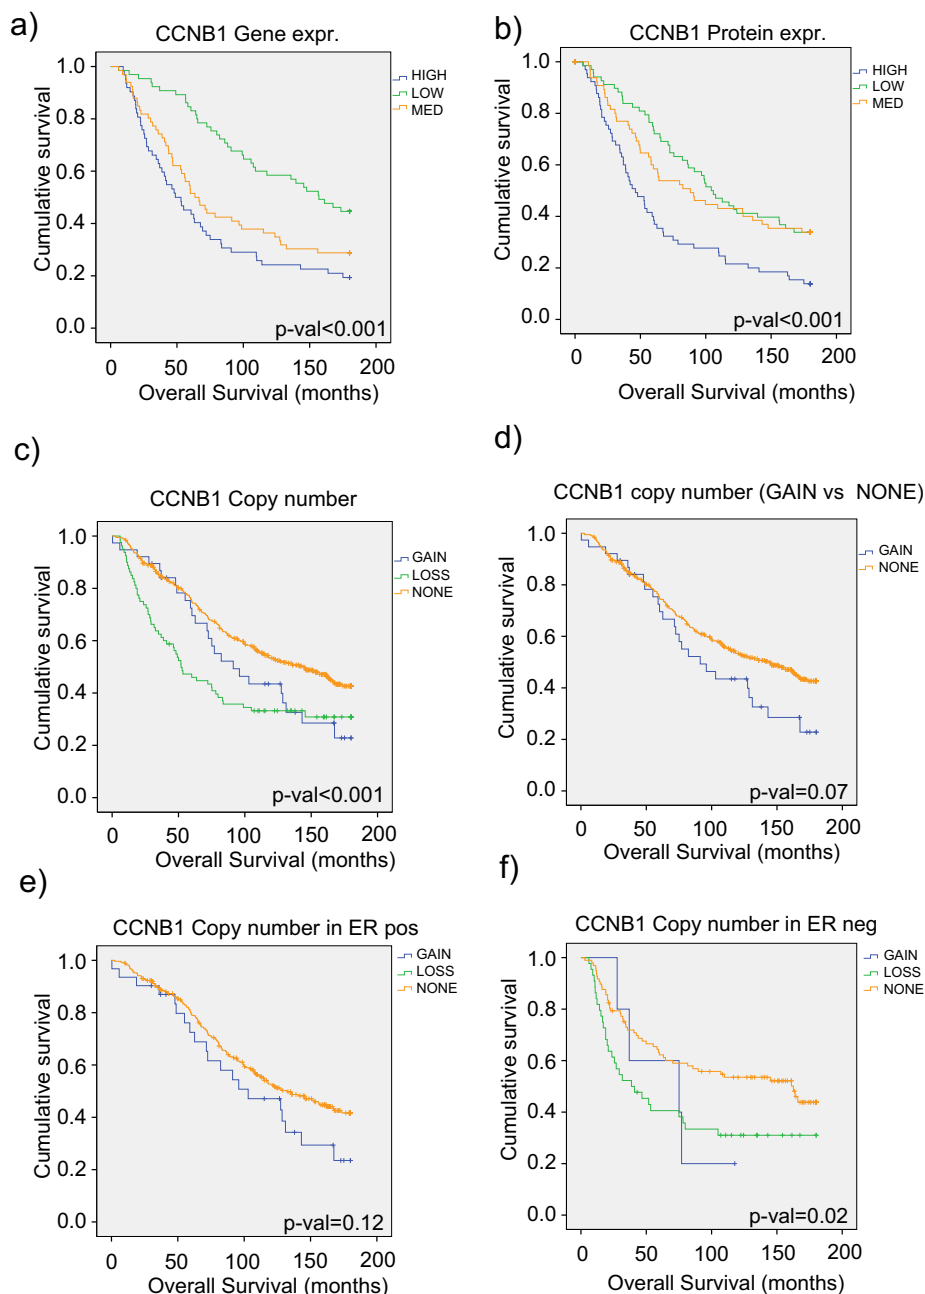 a)
CCNB1 Gene expr.
HIGH
LOW
MED
1.0
0.8
0.6
0.4
0.2
0.0
Cumulative survival
p-val<0.001
0 50 100 150 200
Overall Survival (months)
b)
CCNB1 Protein expr.
HIGH
LOW
MED
1.0
0.8
0.6
0.4
0.2
0.0
Cumulative survival
p-val<0.001
0 50 100 150 200
Overall Survival (months)
c)
CCNB1 Copy number
GAIN
LOSS
NONE
1.0
0.8
0.6
0.4
0.2
0.0
Cumulative survival
p-val<0.001
0 50 100 150 200
Overall Survival (months)
d)
CCNB1 copy number (GAIN vs NONE)
GAIN
NONE
1.0
0.8
0.6
0.4
0.2
0.0
Cumulative survival
p-val=0.07
0 50 100 150 200
Overall Survival (months)
e)
CCNB1 Copy number in ER pos
GAIN
LOSS
NONE
1.0
0.8
0.6
0.4
0.2
0.0
Cumulative survival
p-val=0.12
0 50 100 150 200
Overall Survival (months)
f)
CCNB1 Copy number in ER neg
GAIN
LOSS
NONE
1.0
0.8
0.6
0.4
0.2
0.0
Cumulative survival
p-val=0.02
0 50 100 150 200
Overall Survival (months)